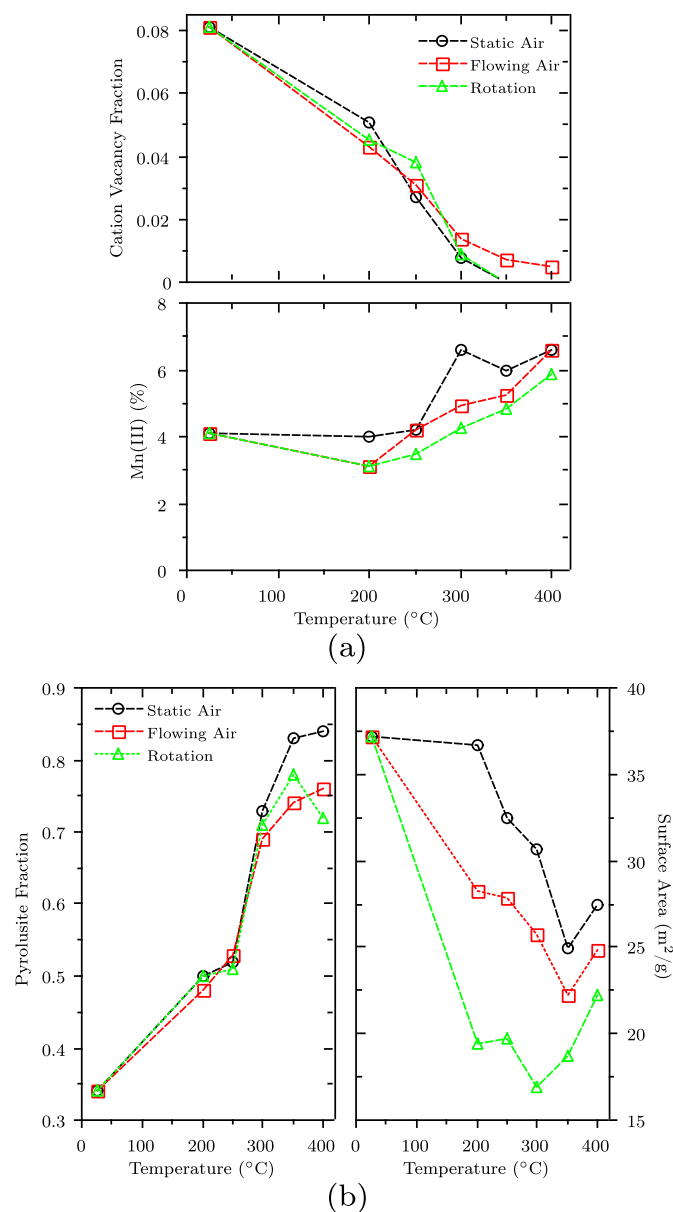 0.08
0.06
0.04
0.02
0
Cation Vacancy Fraction
Static Air
Flowing Air
Rotation
8
6
4
2
0
Mn(III) (%)
0 100 200 300 400
Temperature (°C)
(a)
0.9
0.8
0.7
0.6
0.5
0.4
0.3
Pyrolusite Fraction
Static Air
Flowing Air
Rotation
0 100 200 300 400
Temperature (°C)
40
35
30
25
20
15
Surface Area (m²/g)
0 100 200 300 400
Temperature (°C)
(b)